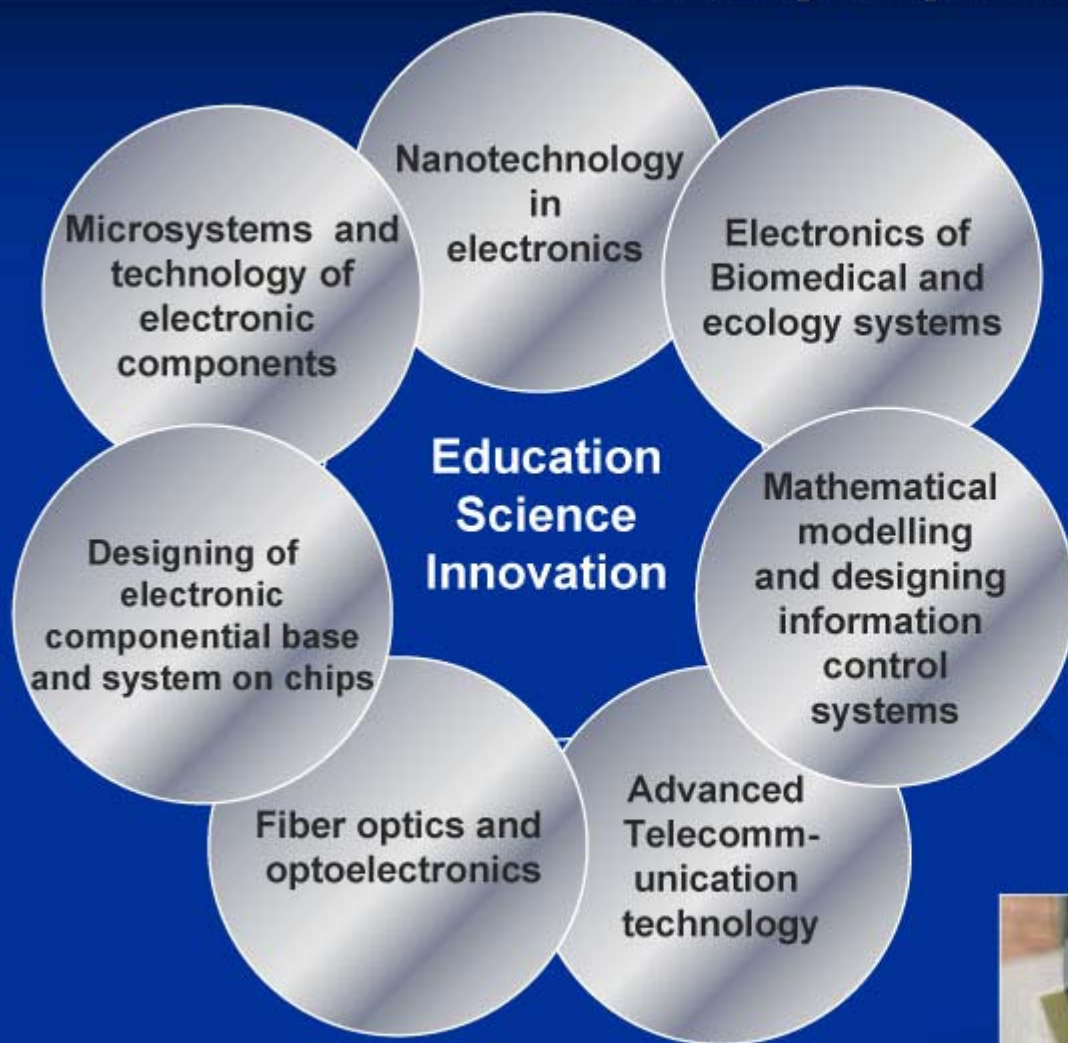 Nanotechnology
in
electronics
Electronics of
Biomedical and
ecology systems
Mathematical
modelling
and designing
information
control
systems
Advanced
Telecomm-
unication
technology
Fiber optics and
optoelectronics
Designing of
electronic
componential base
and system on chips
Microsystems and
technology of
electronic
components
Education
Science
Innovation